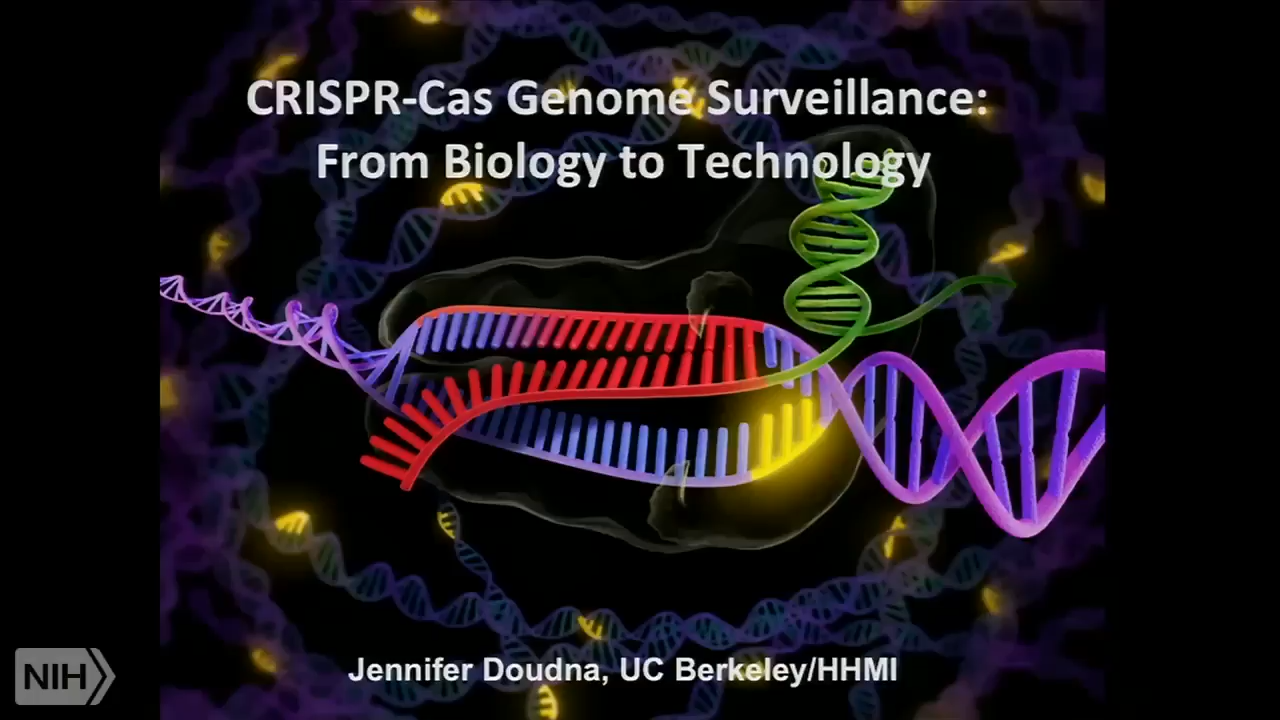 CRISPR-Cas Genome Surveillance:
From Biology to Technology
NIH
Jennifer Doudna, UC Berkeley/HHMI